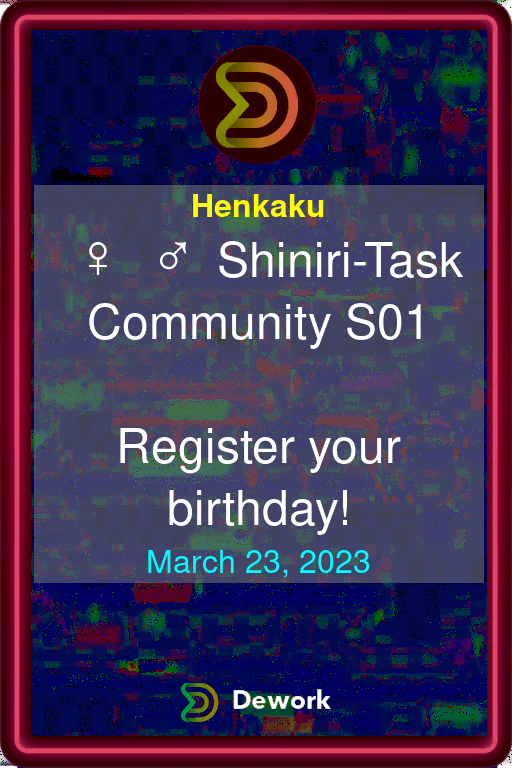 Henkaku
♀ ♂ Shiniri-Task
Community S01
Register your
birthday!
March 23, 2023
Dework